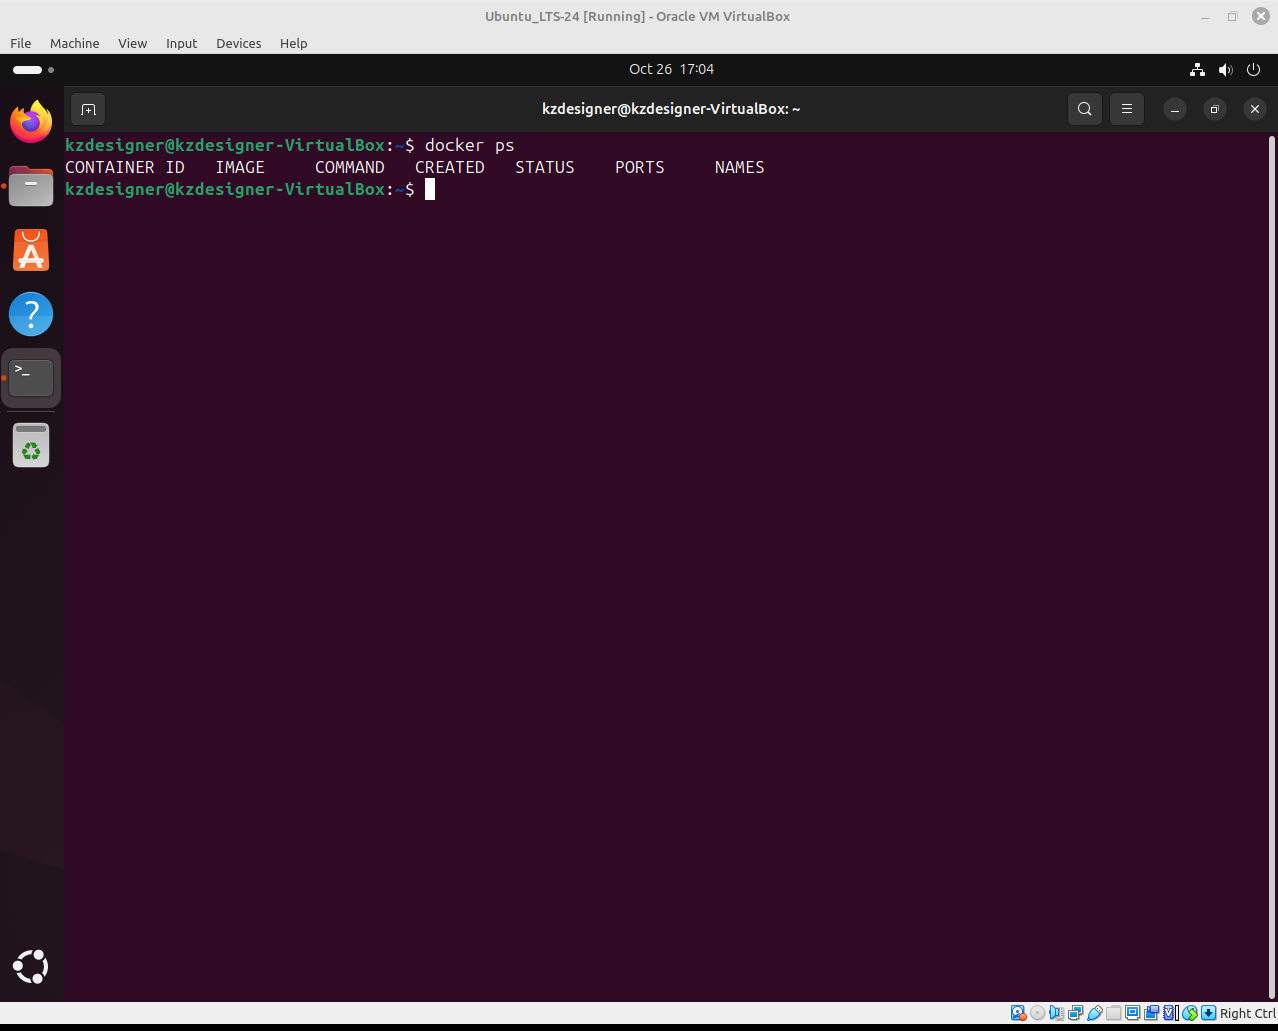 Ubuntu_LTS-24 [Running] - Oracle VM VirtualBox
File Machine View Input Devices Help
Oct 26 17:04
kzdesigner@kzdesigner-VirtualBox: ~
kzdesigner@kzdesigner-VirtualBox:~$ docker ps
CONTAINER ID   IMAGE     COMMAND   CREATED   STATUS    PORTS     NAMES
kzdesigner@kzdesigner-VirtualBox:~$
Right Ctrl